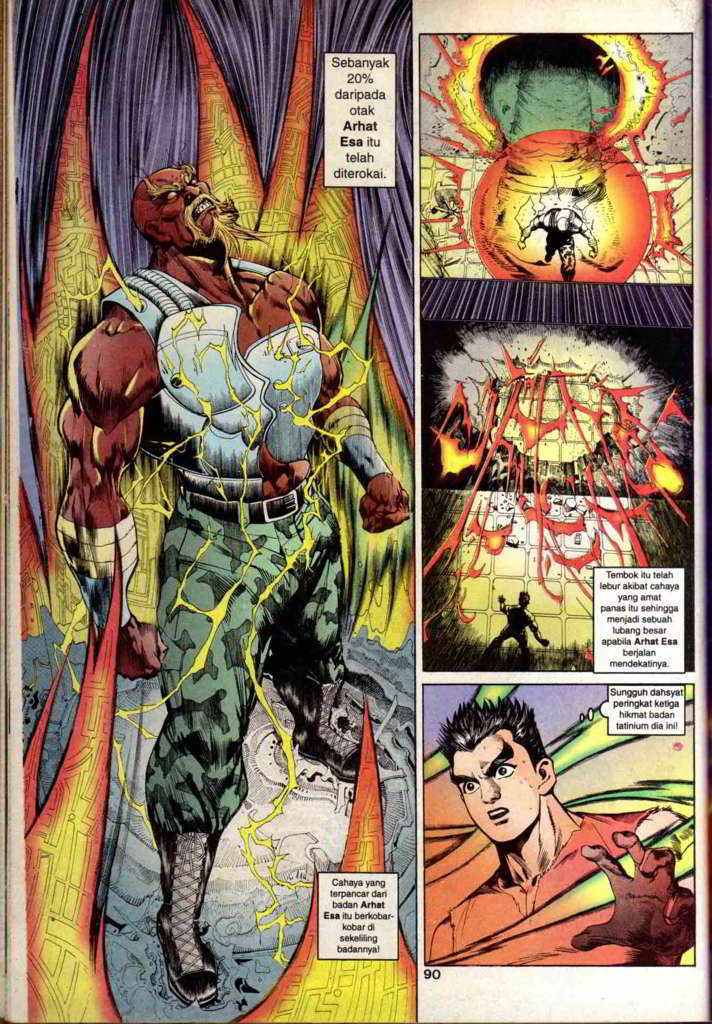 Sebanyak
20%
daripada
otak
Arhat
Esa itu
telah
diterokai.
Cahaya yang
terpancar dari
badan Arhat
Esa itu berkobar-
kobar di
sekeliling
badannya!
Tembok itu telah
lebur akibat cahaya
yang amat
panas itu sehingga
menjadi sebuah
lubang besar
apabila Arhat Esa
berjalan
mendekatinya.
Sungguh dahsyat
peringkat ketiga
hikmat badan
tatinium dia ini!
90